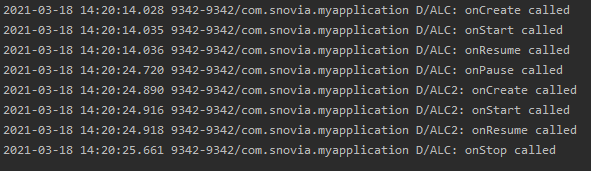 2021-03-18 14:20:14.028 9342-9342/com.snovia.myapplication D/ALC: onCreate called
2021-03-18 14:20:14.035 9342-9342/com.snovia.myapplication D/ALC: onStart called
2021-03-18 14:20:14.036 9342-9342/com.snovia.myapplication D/ALC: onResume called
2021-03-18 14:20:24.720 9342-9342/com.snovia.myapplication D/ALC: onPause called
2021-03-18 14:20:24.890 9342-9342/com.snovia.myapplication D/ALC2: onCreate called
2021-03-18 14:20:24.916 9342-9342/com.snovia.myapplication D/ALC2: onStart called
2021-03-18 14:20:24.918 9342-9342/com.snovia.myapplication D/ALC2: onResume called
2021-03-18 14:20:25.661 9342-9342/com.snovia.myapplication D/ALC: onStop called